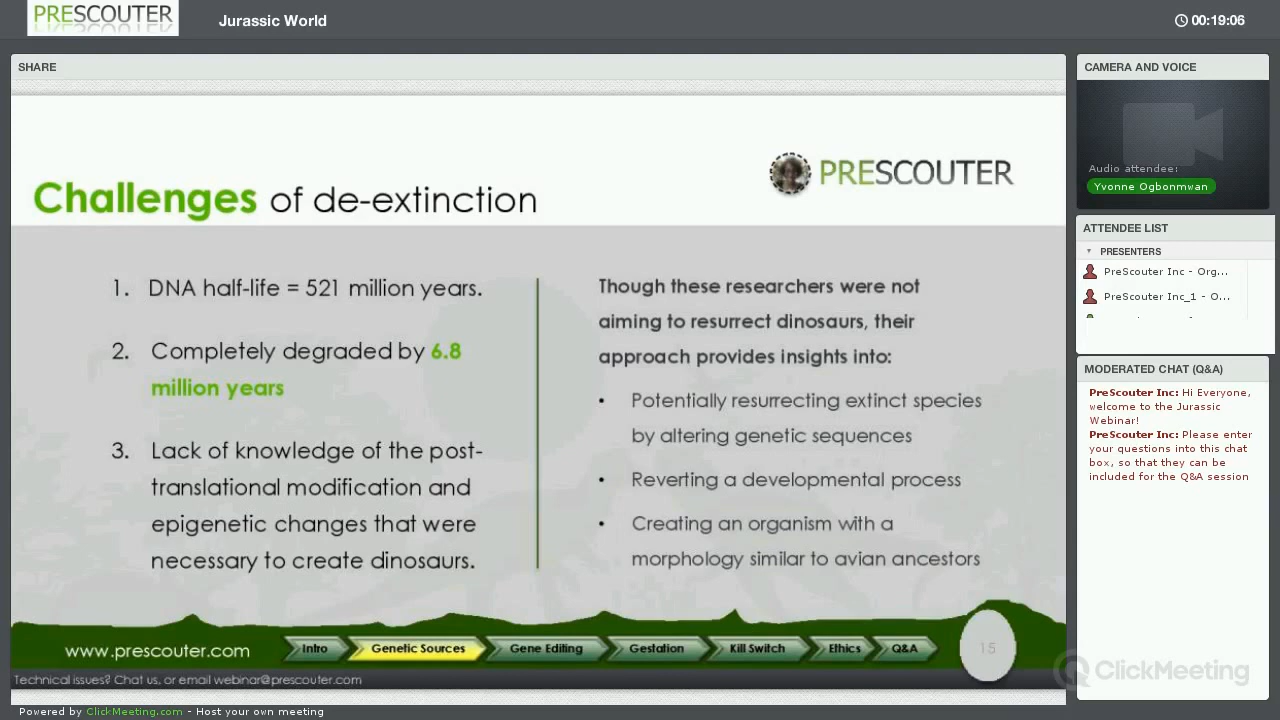 PRESCOUTER
Jurassic World
00:19:06
SHARE
CAMERA AND VOICE
Audio attendee:
Yvonne Ogbonmwan
ATTENDEE LIST
PRESENTERS
PreScouter Inc - Org...
PreScouter Inc_1 - O...
MODERATED CHAT (Q&A)
PreScouter Inc: Hi Everyone,
welcome to the Jurassic
Webinar!
PreScouter Inc: Please enter
your questions into this chat
box, so that they can be
included for the Q&A session
PRESCOUTER
Challenges of de-extinction
1. DNA half-life = 521 million years.
2. Completely degraded by 6.8
million years
3. Lack of knowledge of the post-
translational modification and
epigenetic changes that were
necessary to create dinosaurs.
Though these researchers were not
aiming to resurrect dinosaurs, their
approach provides insights into:
• Potentially resurrecting extinct species
by altering genetic sequences
• Reverting a developmental process
• Creating an organism with a
morphology similar to avian ancestors
www.prescouter.com
Intro
Genetic Sources
Gene Editing
Gestation
Kill Switch
Ethics
Q&A
15
Technical issues? Chat us, or email webinar@prescouter.com
ClickMeeting
Powered by ClickMeeting.com - Host your own meeting